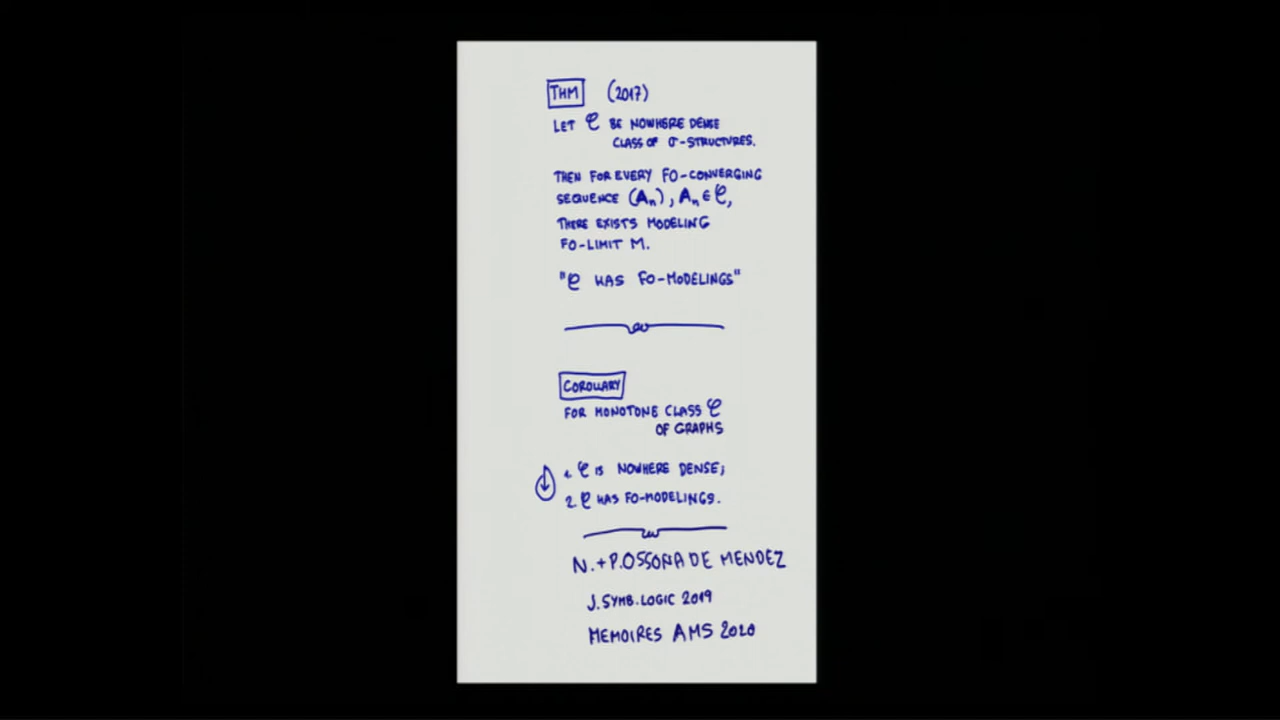 THM (2017)
LET C BE NOWHERE DENSE
CLASS OF σ-STRUCTURES.
THEN FOR EVERY FO-CONVERGING
SEQUENCE (Aₙ), Aₙ ∈ C,
THERE EXISTS MODELING
FO-LIMIT M.
"C HAS FO-MODELINGS"
COROLLARY
FOR MONOTONE CLASS C
OF GRAPHS
1. C IS NOWHERE DENSE;
2. C HAS FO-MODELINGS.
N. + P. OSSONA DE MENDEZ
J. SYMB. LOGIC 2019
MEMOIRES AMS 2020